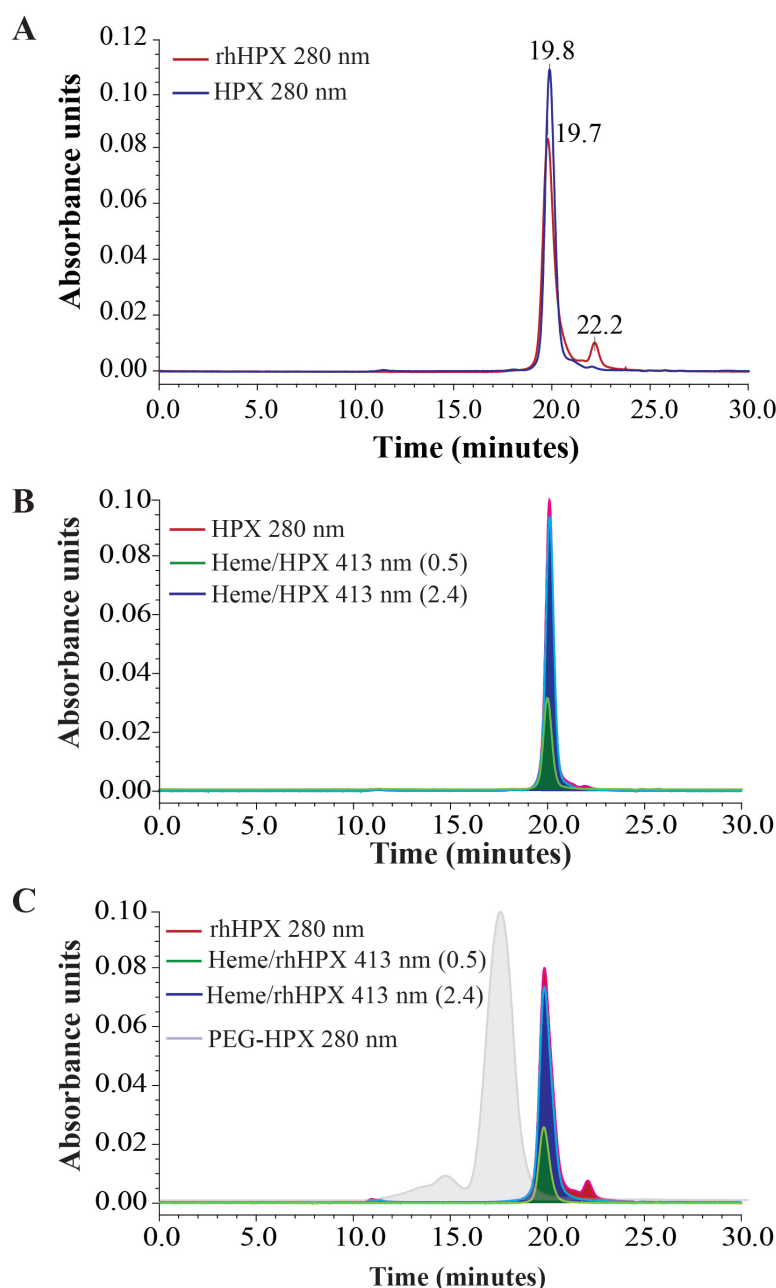 A
Absorbance units
0.12
0.10
0.08
0.06
0.04
0.02
0.00
rhHPX 280 nm
HPX 280 nm
19.8
19.7
22.2
0.0 5.0 10.0 15.0 20.0 25.0 30.0
Time (minutes)
B
Absorbance units
0.10
0.08
0.06
0.04
0.02
0.00
HPX 280 nm
Heme/HPX 413 nm (0.5)
Heme/HPX 413 nm (2.4)
0.0 5.0 10.0 15.0 20.0 25.0 30.0
Time (minutes)
C
Absorbance units
0.10
0.08
0.06
0.04
0.02
0.00
rhHPX 280 nm
Heme/rhHPX 413 nm (0.5)
Heme/rhHPX 413 nm (2.4)
PEG-HPX 280 nm
0.0 5.0 10.0 15.0 20.0 25.0 30.0
Time (minutes)